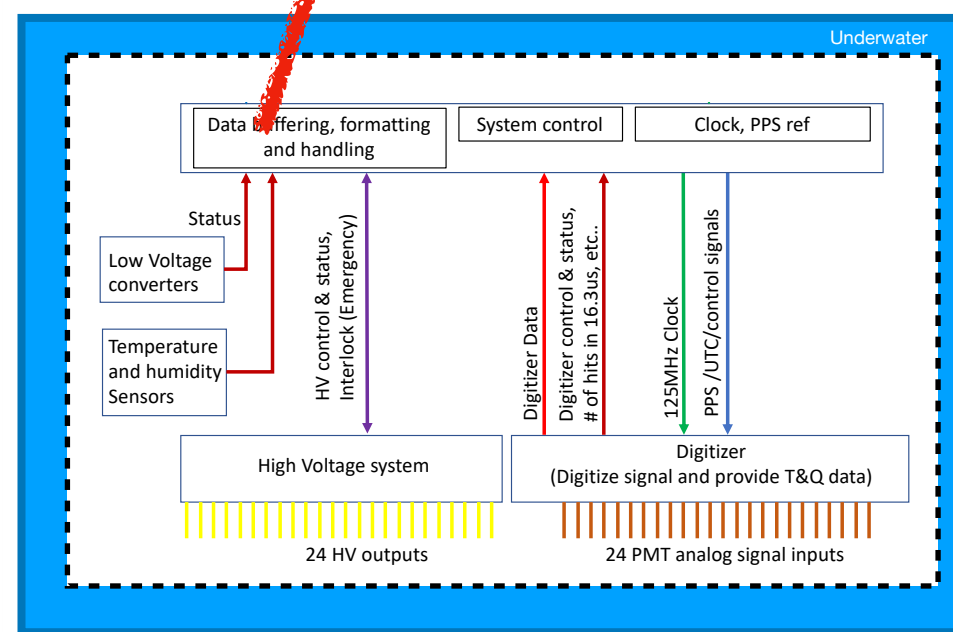 Underwater
Data buffering, formatting
and handling
System control
Clock, PPS ref
Status
Low Voltage
converters
Temperature
and humidity
Sensors
HV control & status,
Interlock (Emergency)
Digitizer Data
Digitizer control & status,
# of hits in 16.3us, etc..
125MHz Clock
PPS /UTC/control signals
High Voltage system
Digitizer
(Digitize signal and provide T&Q data)
24 HV outputs
24 PMT analog signal inputs